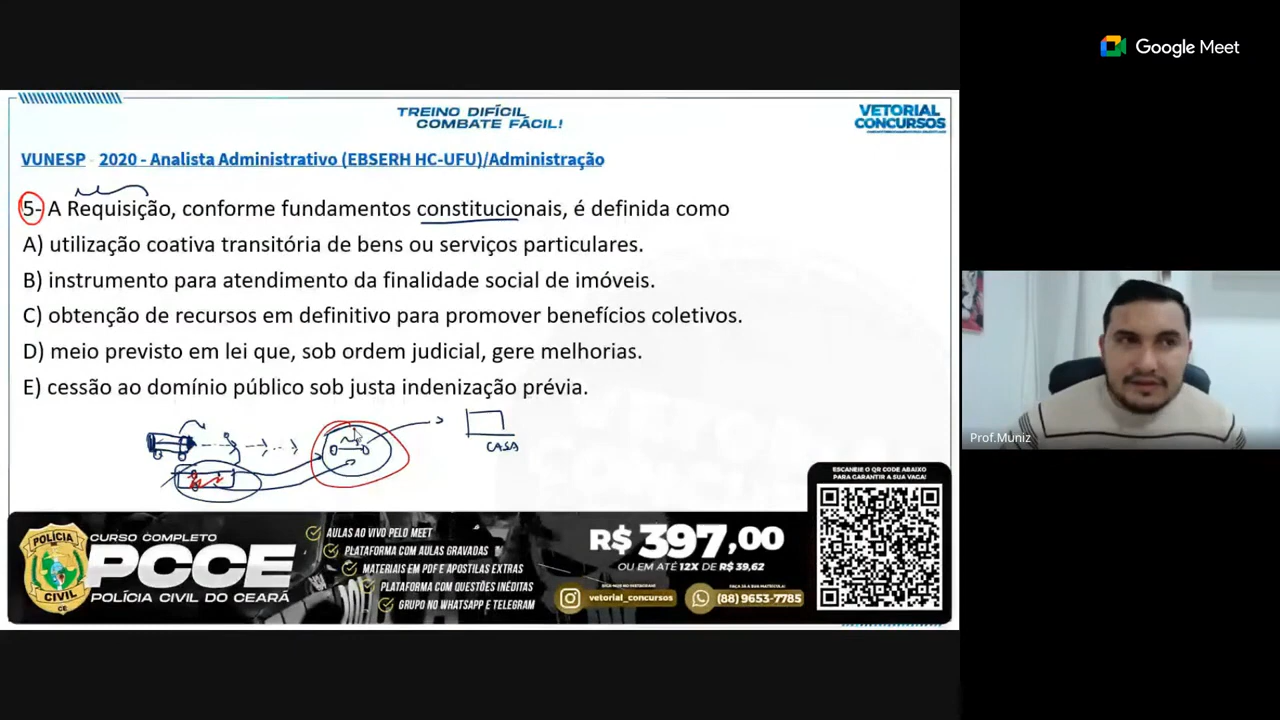 Google Meet
TREINO DIFÍCIL
COMBATE FÁCIL!
VETORIAL
CONCURSOS
VUNESP - 2020 - Analista Administrativo (EBSERH HC-UFU)/Administração
5- A Requisição, conforme fundamentos constitucionais, é definida como
A) utilização coativa transitória de bens ou serviços particulares.
B) instrumento para atendimento da finalidade social de imóveis.
C) obtenção de recursos em definitivo para promover benefícios coletivos.
D) meio previsto em lei que, sob ordem judicial, gere melhorias.
E) cessão ao domínio público sob justa indenização prévia.
CASA
Prof.Muniz
ESCANEIE O QR CODE ABAIXO
PARA GARANTIR A SUA VAGA!
POLÍCIA
CIVIL
CE
CURSO COMPLETO
PCCE
POLÍCIA CIVIL DO CEARÁ
AULAS AO VIVO PELO MEET
PLATAFORMA COM AULAS GRAVADAS
MATERIAIS EM PDF E APOSTILAS EXTRAS
PLATAFORMA COM QUESTÕES INÉDITAS
GRUPO NO WHATSAPP E TELEGRAM
R$ 397,00
OU EM ATÉ 12X DE R$ 39,62
vetorial_concursos
FAÇA JÁ A SUA MATRÍCULA!
(88) 9653-7785